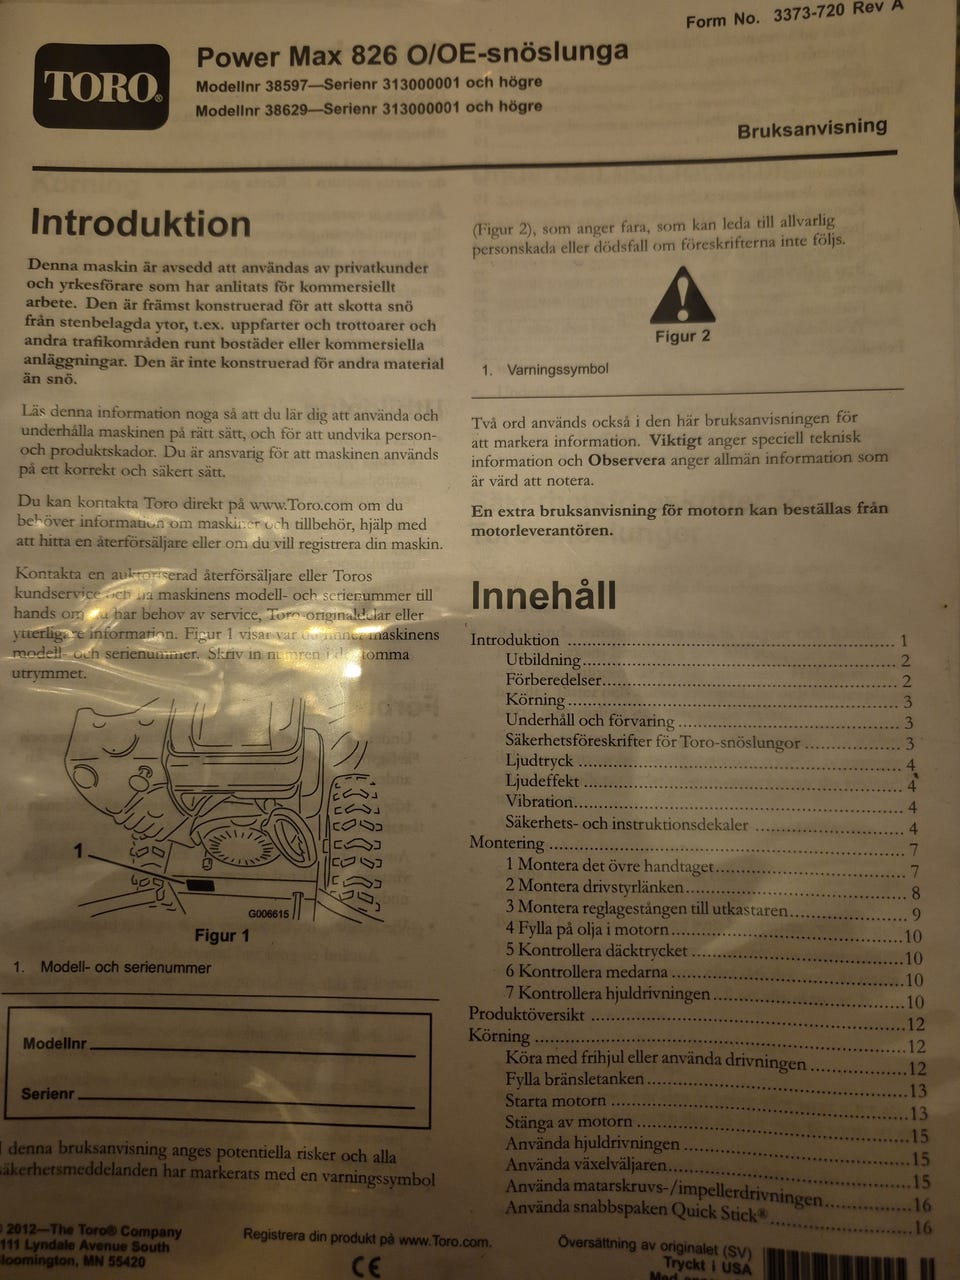 Form No. 3373-720 Rev A
TORO®
Power Max 826 O/OE-snöslunga
Modellnr 38597—Serienr 313000001 och högre
Modellnr 38629—Serienr 313000001 och högre
Bruksanvisning
Introduktion
Denna maskin är avsedd att användas av privatkunder
och yrkesförare som har anlitats för kommersiellt
arbete. Den är främst konstruerad för att skotta snö
från stenbelagda ytor, t.ex. uppfarter och trottoarer och
andra trafikområden runt bostäder eller kommersiella
anläggningar. Den är inte konstruerad för andra material
än snö.
Läs denna information noga så att du lär dig att använda och
underhålla maskinen på rätt sätt, och för att undvika person-
och produktskador. Du är ansvarig för att maskinen används
på ett korrekt och säkert sätt.
Du kan kontakta Toro direkt på www.Toro.com om du
behöver information om maskiner och tillbehör, hjälp med
att hitta en återförsäljare eller om du vill registrera din maskin.
Kontakta en auktoriserad återförsäljare eller Toros
kundservice och ha maskinens modell- och serienummer till
hands om du har behov av service, Toro-originaldelar eller
ytterligare information. Figur 1 visar var du finner maskinens
modell- och serienummer. Skriv in numren i det tomma
utrymmet.
1
G006615
Figur 1
1. Modell- och serienummer
Modellnr
Serienr
I denna bruksanvisning anges potentiella risker och alla
säkerhetsmeddelanden har markerats med en varningssymbol
(Figur 2), som anger fara, som kan leda till allvarlig
personskada eller dödsfall om föreskrifterna inte följs.
Figur 2
1. Varningssymbol
Två ord används också i den här bruksanvisningen för
att markera information. Viktigt anger speciell teknisk
information och Observera anger allmän information som
är värd att notera.
En extra bruksanvisning för motorn kan beställas från
motorleverantören.
Innehåll
Introduktion 1
Utbildning 2
Förberedelser 2
Körning 3
Underhåll och förvaring 3
Säkerhetsföreskrifter för Toro-snöslungor 3
Ljudtryck 4
Ljudeffekt 4
Vibration 4
Säkerhets- och instruktionsdekaler 4
Montering 7
1 Montera det övre handtaget 7
2 Montera drivstyrlänken 8
3 Montera reglagestången till utkastaren 9
4 Fylla på olja i motorn 10
5 Kontrollera däcktrycket 10
6 Kontrollera medarna 10
7 Kontrollera hjuldrivningen 10
Produktöversikt 12
Körning 12
Köra med frihjul eller använda drivningen 12
Fylla bränsletanken 13
Starta motorn 13
Stänga av motorn 15
Använda hjuldrivningen 15
Använda växelväljaren 15
Använda matarskruvs-/impellerdrivningen 16
Använda snabbspaken Quick Stick® 16
2012—The Toro® Company
111 Lyndale Avenue South
Bloomington, MN 55420
Registrera din produkt på www.Toro.com.
CE
Översättning av originalet (SV)
Tryckt i USA